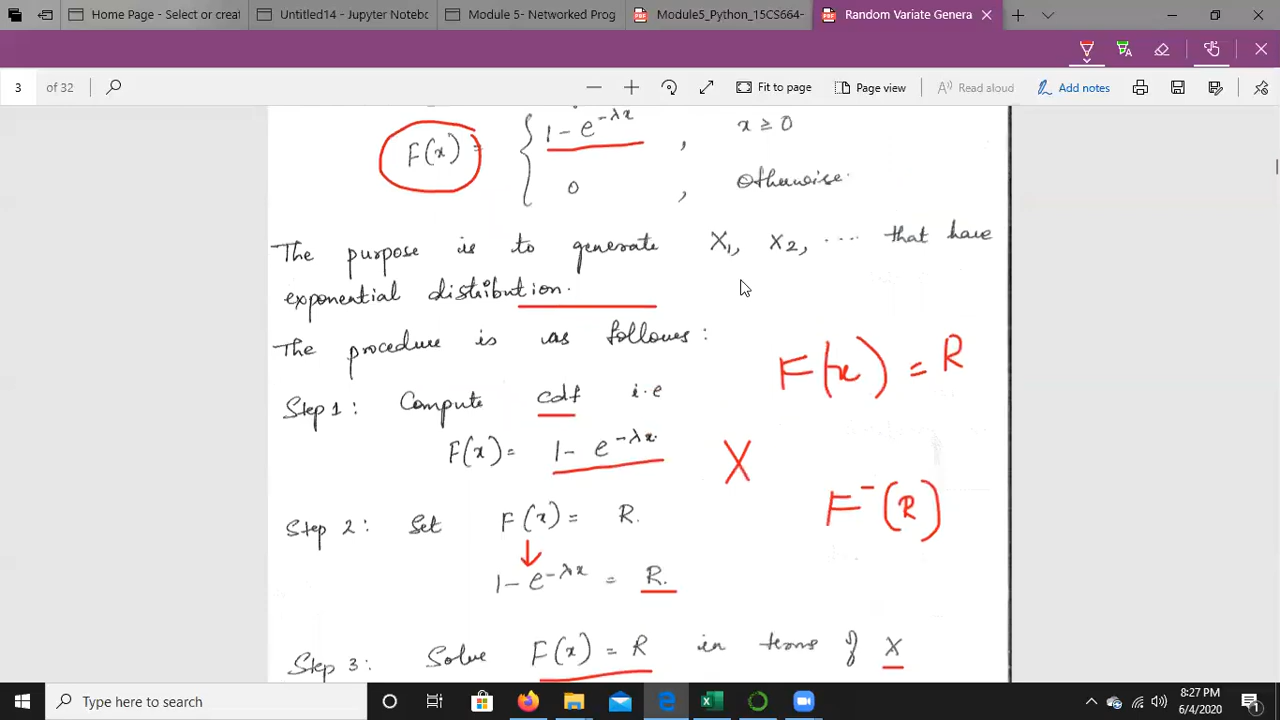 Home Page - Select or creat
Untitled14 - Jupyter Notebo
Module 5- Networked Prog
Module5_Python_15CS664-
Random Variate Genera
3 of 32
Fit to page
Page view
Read aloud
Add notes
F(x) = { 1 - e^-λx , x ≥ 0
0 , otherwise.
The purpose is to generate X1, X2, .... that have
exponential distribution.
The procedure is as follows:
F(x) = R
Step 1: Compute cdf i.e
F(x) = 1 - e^-λx.
X
F^-(R)
Step 2: Set F(x) = R.
1 - e^-λx = R.
Step 3: Solve F(x) = R in terms of X
Type here to search
8:27 PM
6/4/2020